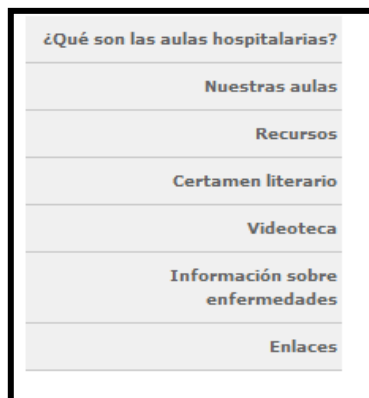 ¿Qué son las aulas hospitalarias?
Nuestras aulas
Recursos
Certamen literario
Videoteca
Información sobre
enfermedades
Enlaces